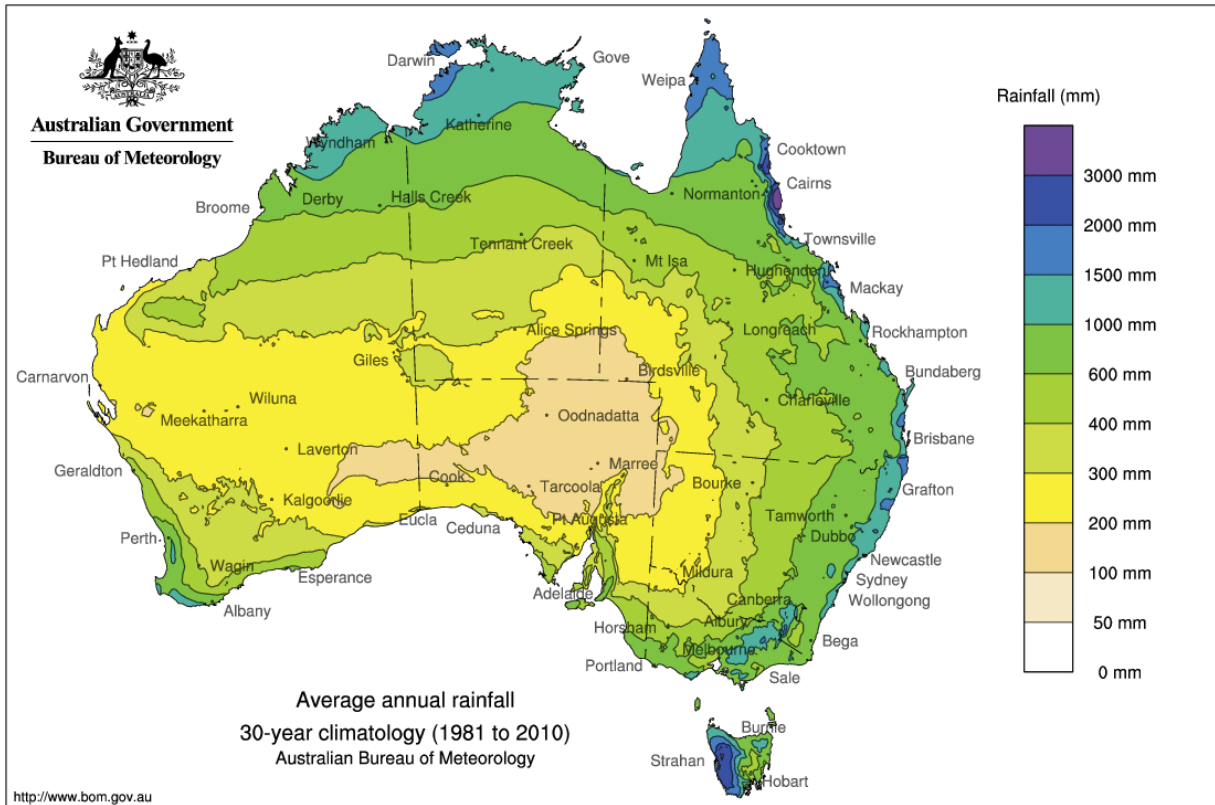 Australian Government
Bureau of Meteorology
Darwin
Gove
Weipa
Wyndham
Katherine
Cooktown
Cairns
Normanton
Derby
Halls Creek
Broome
Townsville
Tennant Creek
Mt Isa
Hughenden
Pt Hedland
Mackay
Alice Springs
Longreach
Rockhampton
Giles
Birdsville
Bundaberg
Carnarvon
Wiluna
Meekatharra
Charleville
Oodnadatta
Brisbane
Laverton
Marree
Geraldton
Cook
Tarcoola
Bourke
Grafton
Kalgoorlie
Eucla
Ceduna
Pt Augusta
Tamworth
Dubbo
Perth
Newcastle
Wagin
Esperance
Mildura
Sydney
Adelaide
Canberra
Wollongong
Albany
Horsham
Albury
Bega
Melbourne
Portland
Sale
Burnie
Strahan
Hobart
Rainfall (mm)
3000 mm
2000 mm
1500 mm
1000 mm
600 mm
400 mm
300 mm
200 mm
100 mm
50 mm
0 mm
Average annual rainfall
30-year climatology (1981 to 2010)
Australian Bureau of Meteorology
http://www.bom.gov.au